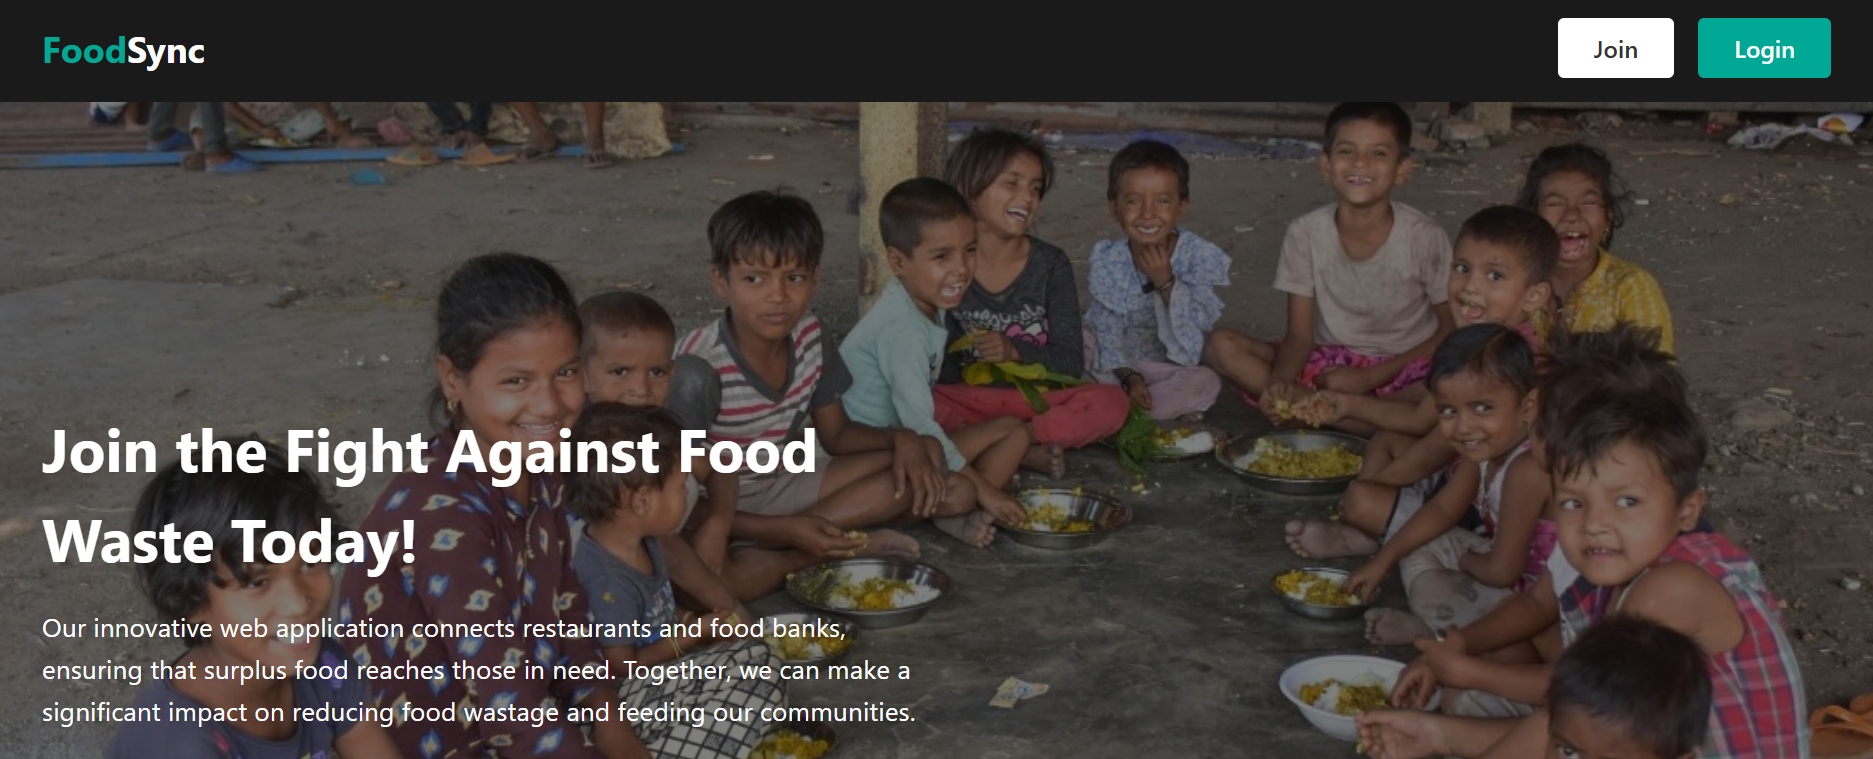 FoodSync
Join
Login
Join the Fight Against Food
Waste Today!
Our innovative web application connects restaurants and food banks,
ensuring that surplus food reaches those in need. Together, we can make a
significant impact on reducing food wastage and feeding our communities.